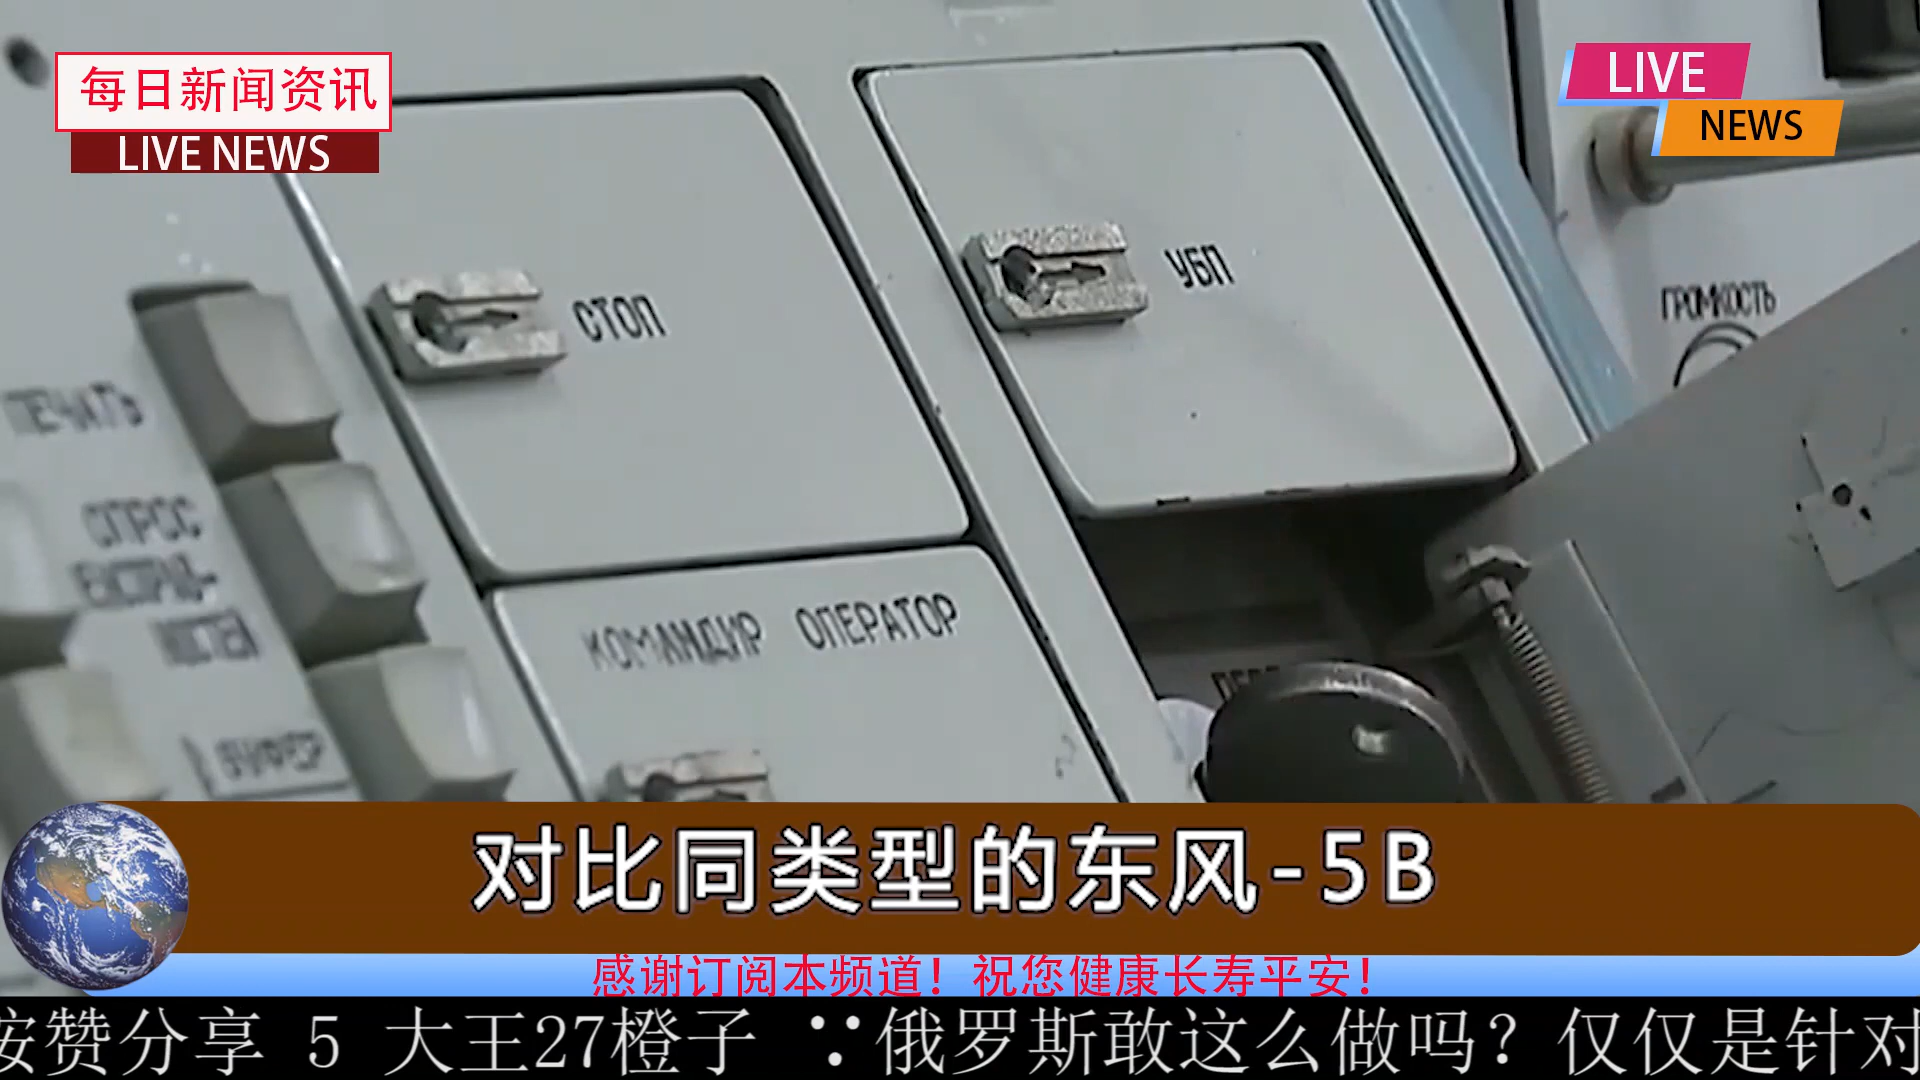 每日新闻资讯
LIVE NEWS
LIVE
NEWS
СТОП
УБП
ГРОМКОСТЬ
ПЕЧАТЬ
ОПРОС
КОМАНДИР ОПЕРАТОР
БУФЕР
对比同类型的东风-5B
感谢订阅本频道！祝您健康长寿平安！
按赞分享 5 大王27橙子 ∵俄罗斯敢这么做吗？仅仅是针对